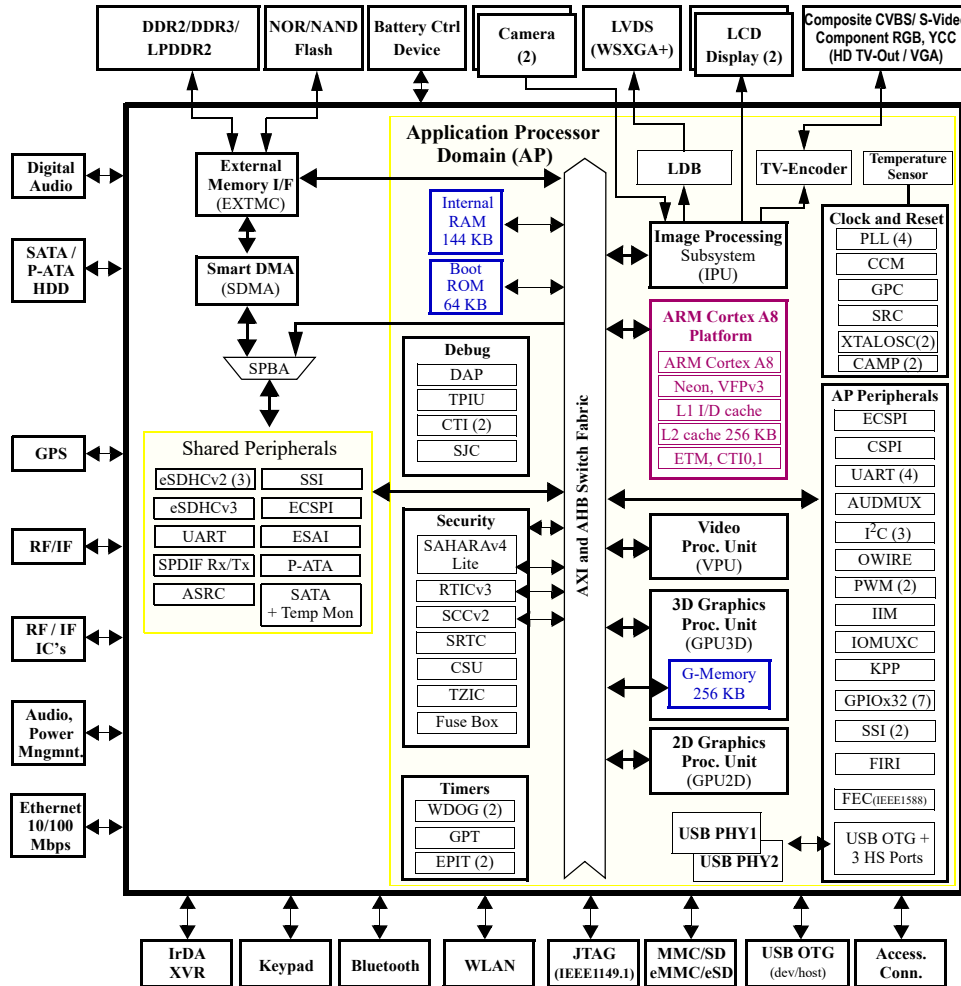 DDR2/DDR3/
LPDDR2
NOR/NAND
Flash
Battery Ctrl
Device
Camera
(2)
LVDS
(WSXGA+)
LCD
Display (2)
Composite CVBS/ S-Video
Component RGB, YCC
(HD TV-Out / VGA)
Digital
Audio
SATA /
P-ATA
HDD
GPS
RF/IF
RF / IF
IC's
Audio,
Power
Mngmnt.
Ethernet
10/100
Mbps
Application Processor
Domain (AP)
External
Memory I/F
(EXTMC)
Smart DMA
(SDMA)
SPBA
Shared Peripherals
eSDHCv2 (3)
SSI
eSDHCv3
ECSPI
UART
ESAI
SPDIF Rx/Tx
P-ATA
ASRC
SATA
+ Temp Mon
Internal
RAM
144 KB
Boot
ROM
64 KB
Debug
DAP
TPIU
CTI (2)
SJC
Security
SAHARAv4
Lite
RTICv3
SCCv2
SRTC
CSU
TZIC
Fuse Box
Timers
WDOG (2)
GPT
EPIT (2)
AXI and AHB Switch Fabric
LDB
TV-Encoder
Temperature
Sensor
Image Processing
Subsystem
(IPU)
ARM Cortex A8
Platform
ARM Cortex A8
Neon, VFPv3
L1 I/D cache
L2 cache 256 KB
ETM, CTI0,1
Video
Proc. Unit
(VPU)
3D Graphics
Proc. Unit
(GPU3D)
G-Memory
256 KB
2D Graphics
Proc. Unit
(GPU2D)
USB PHY1
USB PHY2
Clock and Reset
PLL (4)
CCM
GPC
SRC
XTALOSC(2)
CAMP (2)
AP Peripherals
ECSPI
CSPI
UART (4)
AUDMUX
I2C (3)
OWIRE
PWM (2)
IIM
IOMUXC
KPP
GPIOx32 (7)
SSI (2)
FIRI
FEC(IEEE1588)
USB OTG +
3 HS Ports
IrDA
XVR
Keypad
Bluetooth
WLAN
JTAG
(IEEE1149.1)
MMC/SD
eMMC/eSD
USB OTG
(dev/host)
Access.
Conn.